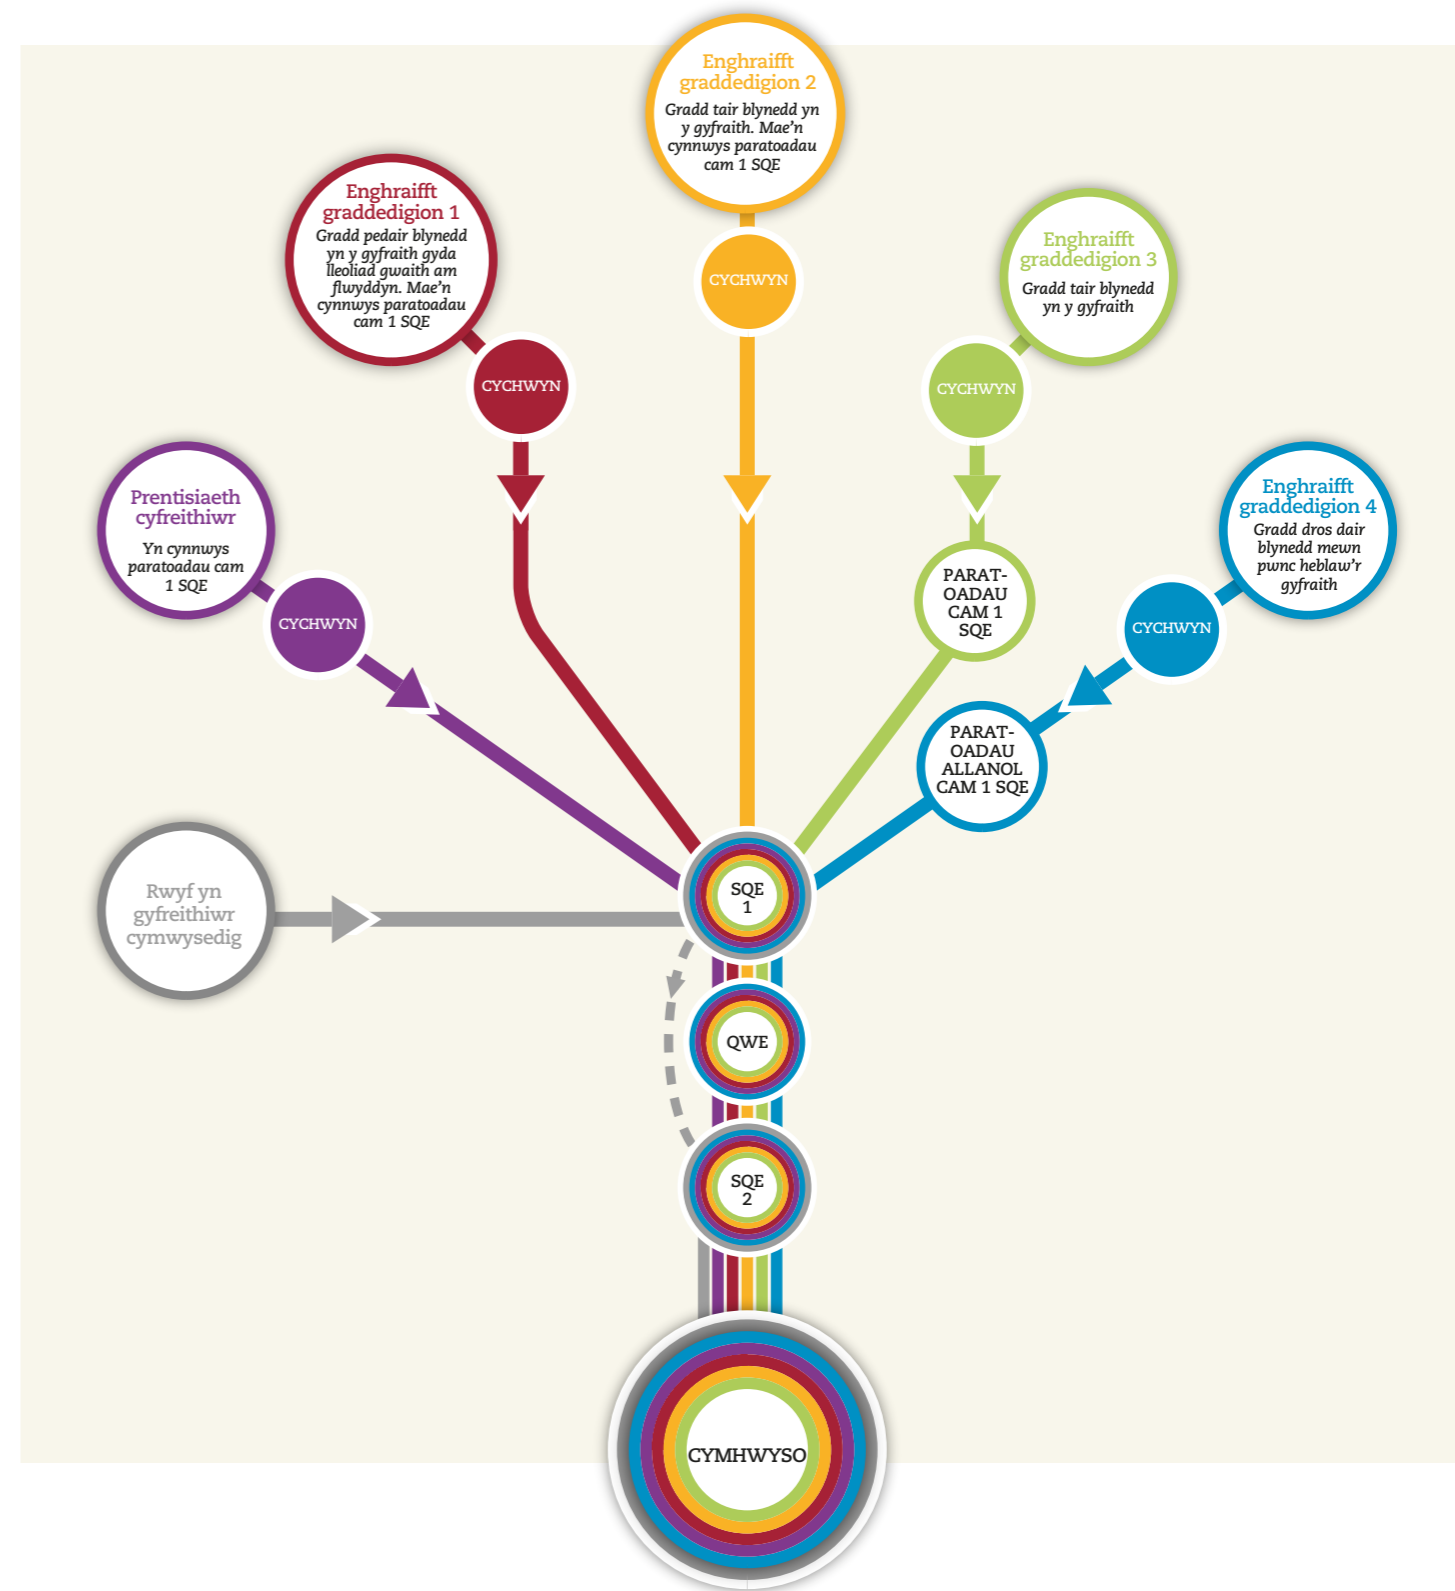 Enghraifft
graddedigion 2
Gradd tair blynedd yn
y gyfraith. Mae'n
cynnwys paratoadau
cam 1 SQE
CYCHWYN
Enghraifft
graddedigion 1
Gradd pedair blynedd
yn y gyfraith gyda
lleoliad gwaith am
flwyddyn. Mae'n
cynnwys paratoadau
cam 1 SQE
CYCHWYN
Enghraifft
graddedigion 3
Gradd tair blynedd
yn y gyfraith
CYCHWYN
PARAT-
OADAU
CAM 1
SQE
Prentisiaeth
cyfreithiwr
Yn cynnwys
paratoadau cam
1 SQE
CYCHWYN
Enghraifft
graddedigion 4
Gradd dros dair
blynedd mewn
pwnc heblaw'r
gyfraith
CYCHWYN
PARAT-
OADAU
ALLANOL
CAM 1 SQE
Rwyf yn
gyfreithiwr
cymwysedig
SQE
1
QWE
SQE
2
CYMHWYSO